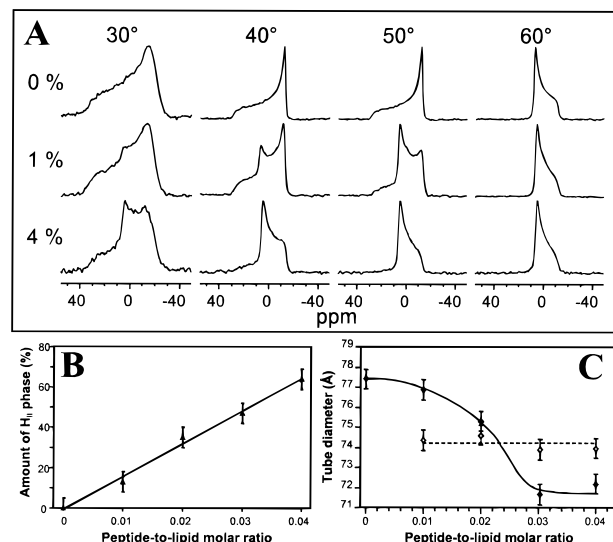 A
30° 40° 50° 60°
0 %
1 %
4 %
40 0 -40 40 0 -40 40 0 -40 40 0 -40
ppm
B
Amount of HII phase (%)
80
60
40
20
0
0 0.01 0.02 0.03 0.04
Peptide-to-lipid molar ratio
C
Tube diameter (Å)
79
78
77
76
75
74
73
72
71
0 0.01 0.02 0.03 0.04
Peptide-to-lipid molar ratio